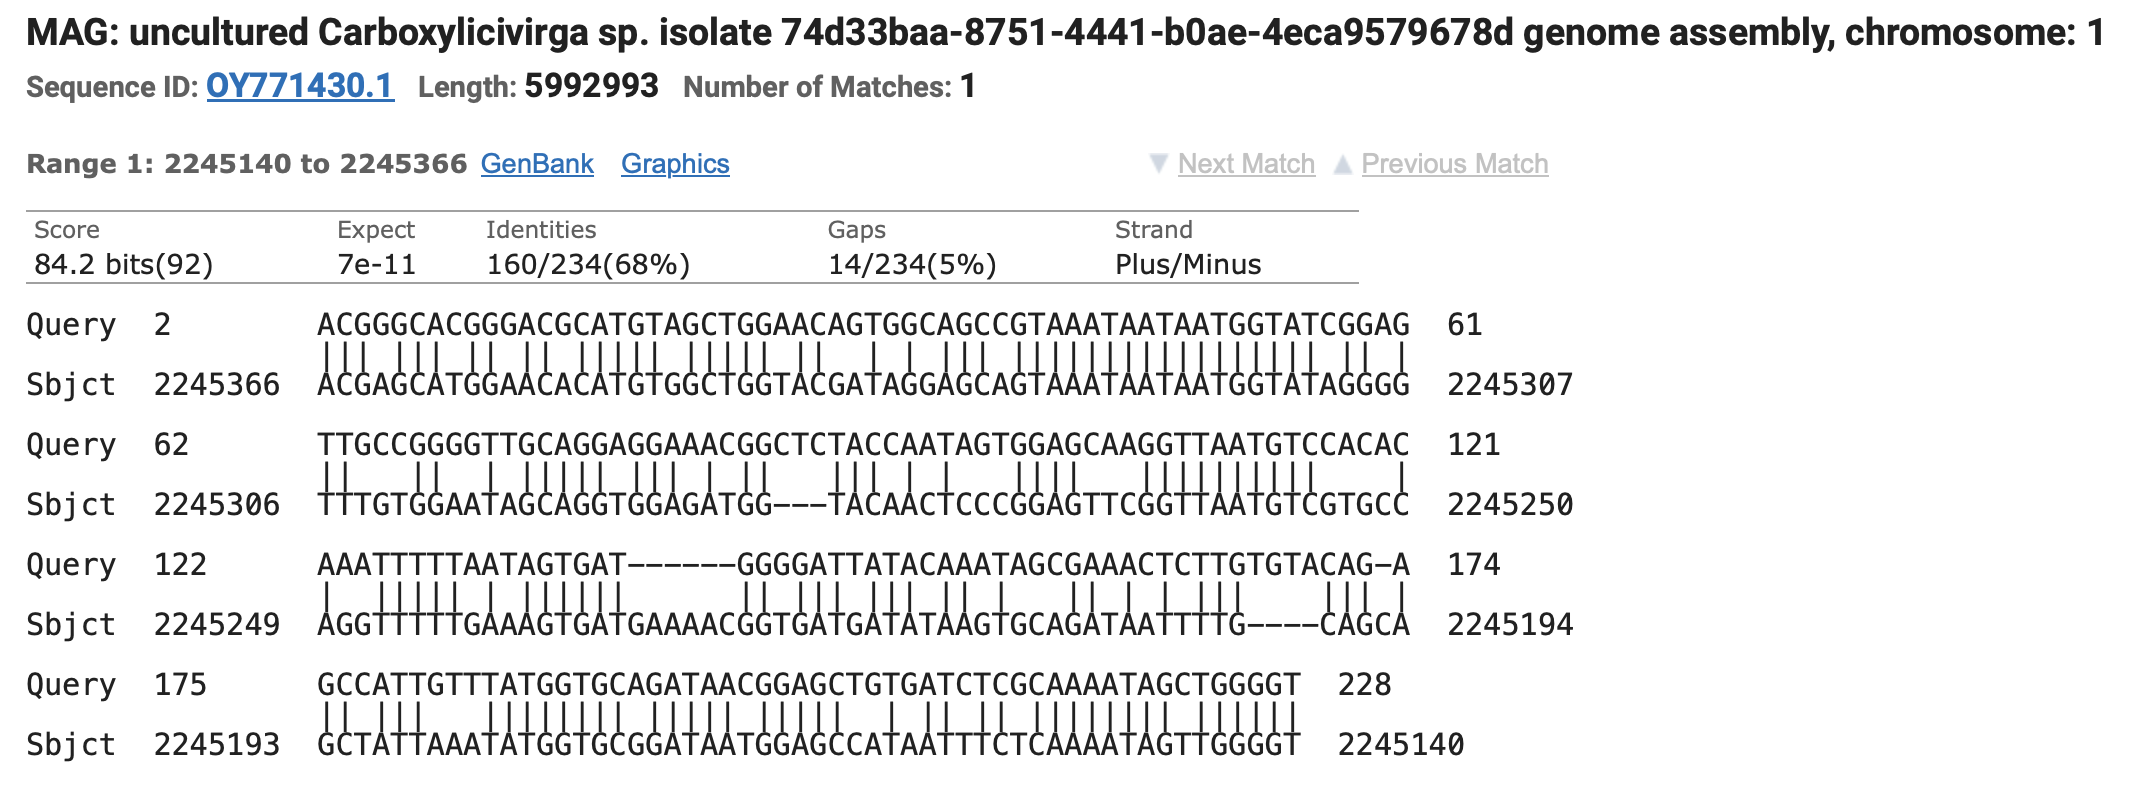 MAG: uncultured Carboxylicivirga sp. isolate 74d33baa-8751-4441-b0ae-4eca9579678d genome assembly, chromosome: 1
Sequence ID: OY771430.1 Length: 5992993 Number of Matches: 1
Range 1: 2245140 to 2245366 GenBank Graphics ▼ Next Match ▲ Previous Match
Score Expect Identities Gaps Strand
84.2 bits(92) 7e-11 160/234(68%) 14/234(5%) Plus/Minus
Query 2 ACGGGCACGGGACGCATGTAGCTGGAACAGTGGCAGCCGTAAATAATAATGGTATCGGAG 61
Sbjct 2245366 ACGAGCATGGAACACATGTGGCTGGTACGATAGGAGCAGTAAATAATAATGGTATAGGGG 2245307
Query 62 TTGCCGGGGTTGCAGGAGGAAACGGCTCTACCAATAGTGGAGCAAGGTTAATGTCCACAC 121
Sbjct 2245306 TTTGTGGAATAGCAGGTGGAGATGG---TACAACTCCCGGAGTTCGGTTAATGTCGTGCC 2245250
Query 122 AAATTTTTAATAGTGAT------GGGGATTATACAAATAGCGAAACTCTTGTGTACAG-A 174
Sbjct 2245249 AGGTTTTTGAAAGTGATGAAAACGGTGATGATATAAGTGCAGATAATTTTG----CAGCA 2245194
Query 175 GCCATTGTTTATGGTGCAGATAACGGAGCTGTGATCTCGCAAAATAGCTGGGGT 228
Sbjct 2245193 GCTATTAAATATGGTGCGGATAATGGAGCCATAATTTCTCAAAATAGTTGGGGT 2245140